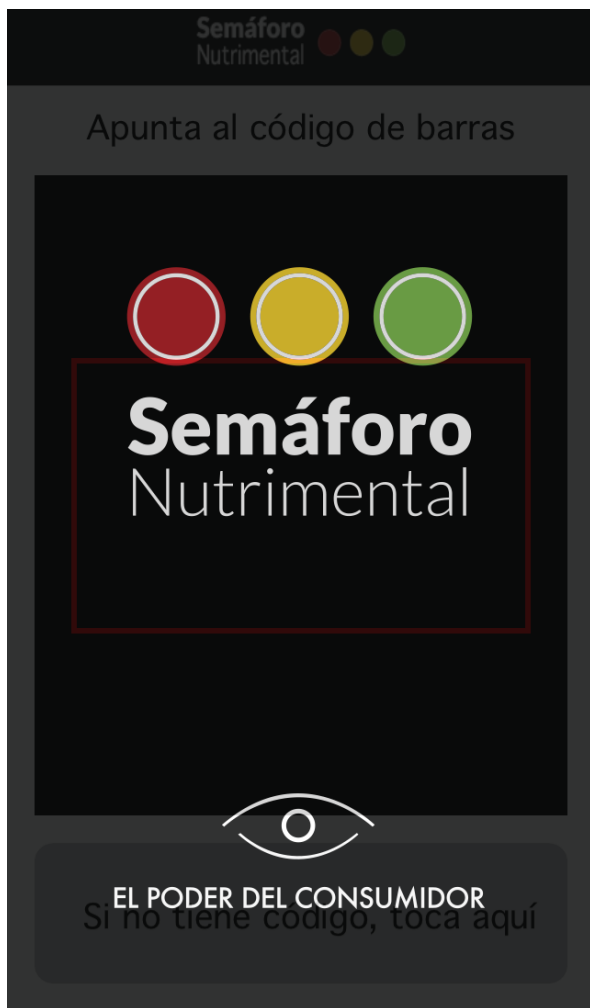 Semáforo
Nutrimental
Apunta al código de barras
Semáforo
Nutrimental
EL PODER DEL CONSUMIDOR
Si no tiene código, toca aquí